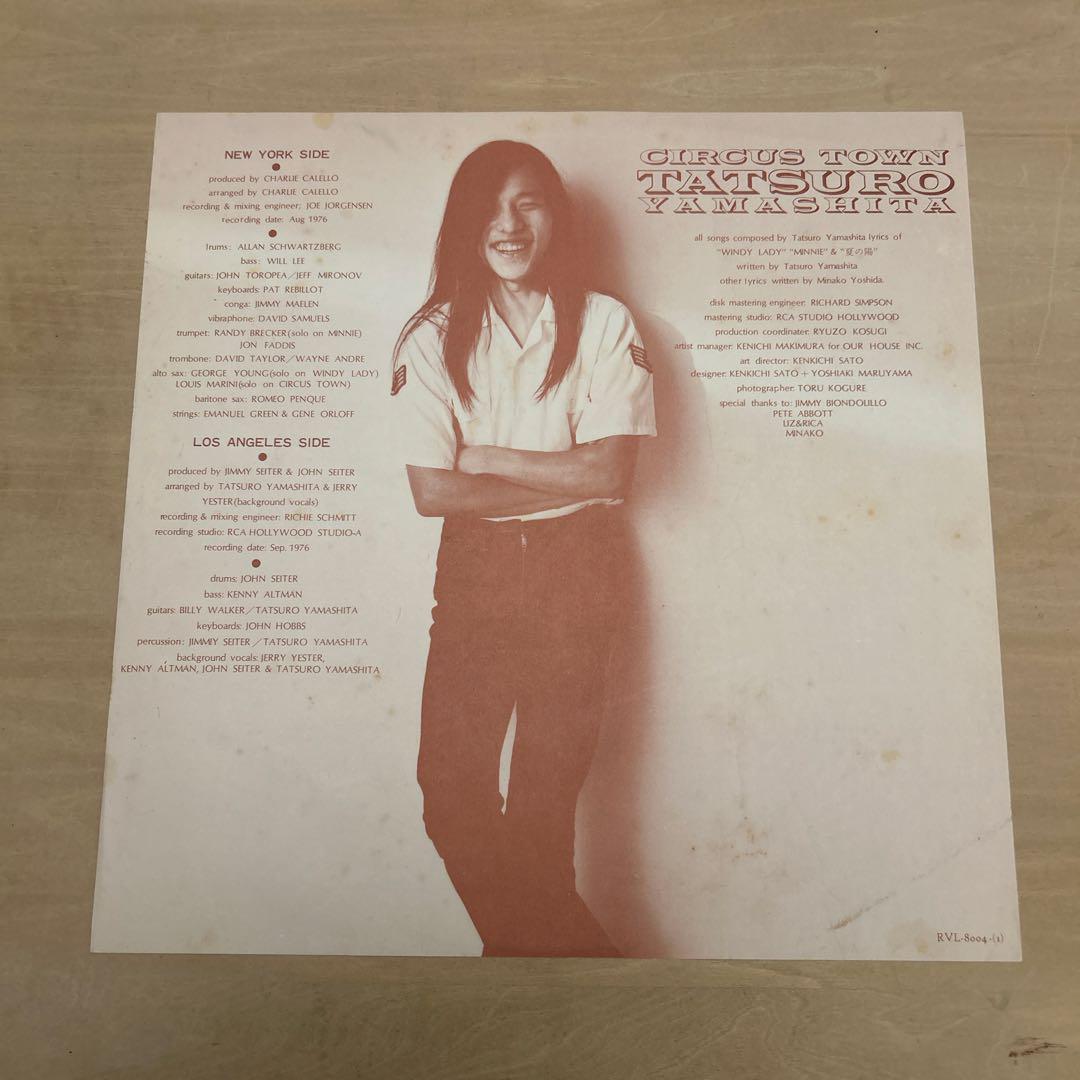 NEW YORK SIDE
produced by CHARLIE CALELLO
arranged by CHARLIE CALELLO
recording & mixing engineer; JOE JORGENSEN
recording date: Aug 1976
lrums: ALLAN SCHWARTZBERG
bass: WILL LEE
guitars: JOHN TOROPEA/JEFF MIRONOV
keyboards: PAT REBILLOT
conga: JIMMY MAELEN
vibraphone: DAVID SAMUELS
trumpet: RANDY BRECKER(solo on MINNIE)
JON FADDIS
trombone: DAVID TAYLOR/WAYNE ANDRE
alto sax: GEORGE YOUNG(solo on WINDY LADY)
LOUIS MARINI(solo on CIRCUS TOWN)
baritone sax: ROMEO PENQUE
strings: EMANUEL GREEN & GENE ORLOFF
LOS ANGELES SIDE
produced by JIMMY SEITER & JOHN SEITER
arranged by TATSURO YAMASHITA & JERRY
YESTER(background vocals)
recording & mixing engineer: RICHIE SCHMITT
recording studio: RCA HOLLYWOOD STUDIO-A
recording date: Sep. 1976
drums; JOHN SEITER
bass: KENNY ALTMAN
guitars: BILLY WALKER/TATSURO YAMASHITA
keyboards: JOHN HOBBS
percussion: JIMMIY SEITER/TATSURO YAMASHITA
background vocals: JERRY YESTER,
KENNY ALTMAN, JOHN SEITER & TATSURO YAMASHITA
CIRCUS TOWN
TATSURO
YAMASHITA
all songs composed by Tatsuro Yamashita lyrics of
"WINDY LADY" "MINNIE" & "夏の陽"
written by Tatsuro Yamashita
other lyrics written by Minako Yoshida.
disk mastering engineer: RICHARD SIMPSON
mastering studio: RCA STUDIO HOLLYWOOD
production coordinater: RYUZO KOSUGI
artist manager: KENICHI MAKIMURA for OUR HOUSE INC.
art director: KENKICHI SATO
designer: KENKICHI SATO + YOSHIAKI MARUYAMA
photographer: TORU KOGURE
special thanks to: JIMMY BIONDOLILLO
PETE ABBOTT
LIZ&RICA
MINAKO
RVL-8004-(1)